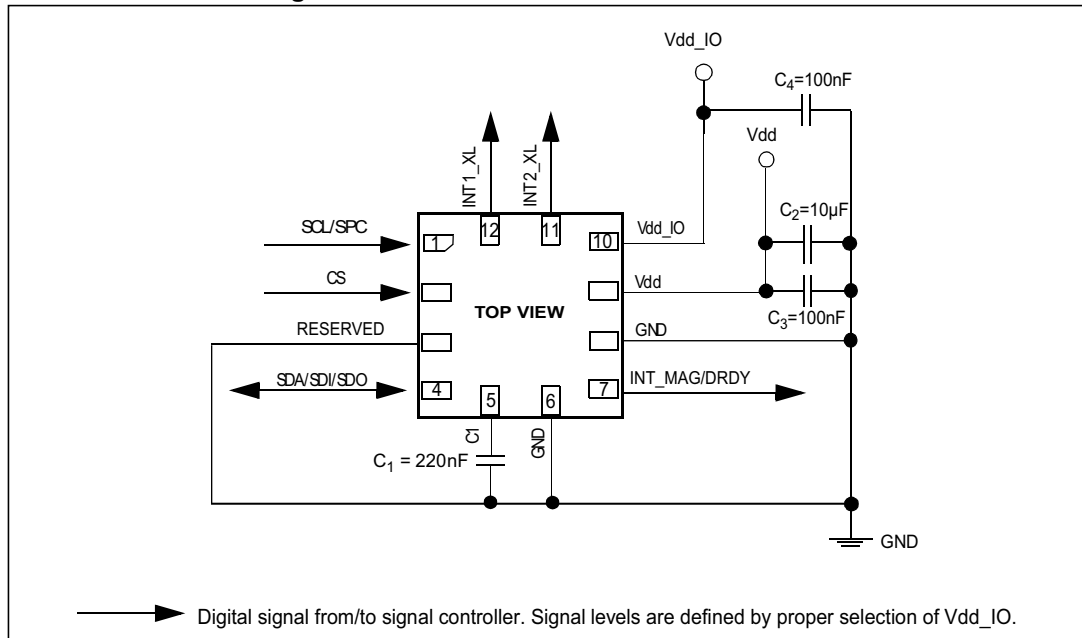 Vdd_IO
C4=100nF
Vdd
INT1_XL
INT2_XL
C2=10µF
SCL/SPC
1
12
11
10
Vdd_IO
CS
Vdd
TOP VIEW
C3=100nF
RESERVED
GND
SDA/SDI/SDO
4
5
6
7
INT_MAG/DRDY
C1
GND
C1 = 220nF
GND
Digital signal from/to signal controller. Signal levels are defined by proper selection of Vdd_IO.